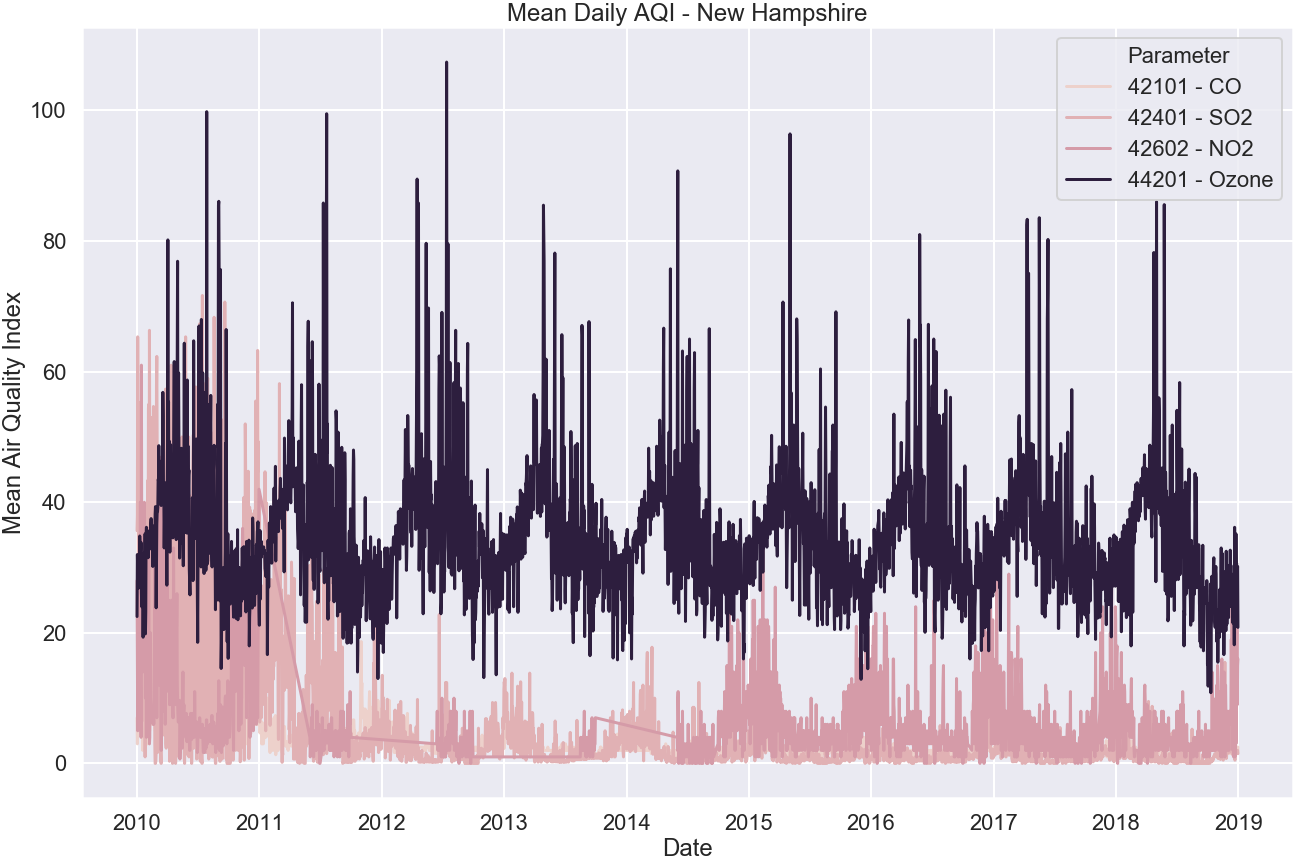 Mean Daily AQI - New Hampshire
Parameter
42101 - CO
42401 - SO2
42602 - NO2
44201 - Ozone
Mean Air Quality Index
100
80
60
40
20
0
2010 2011 2012 2013 2014 2015 2016 2017 2018 2019
Date